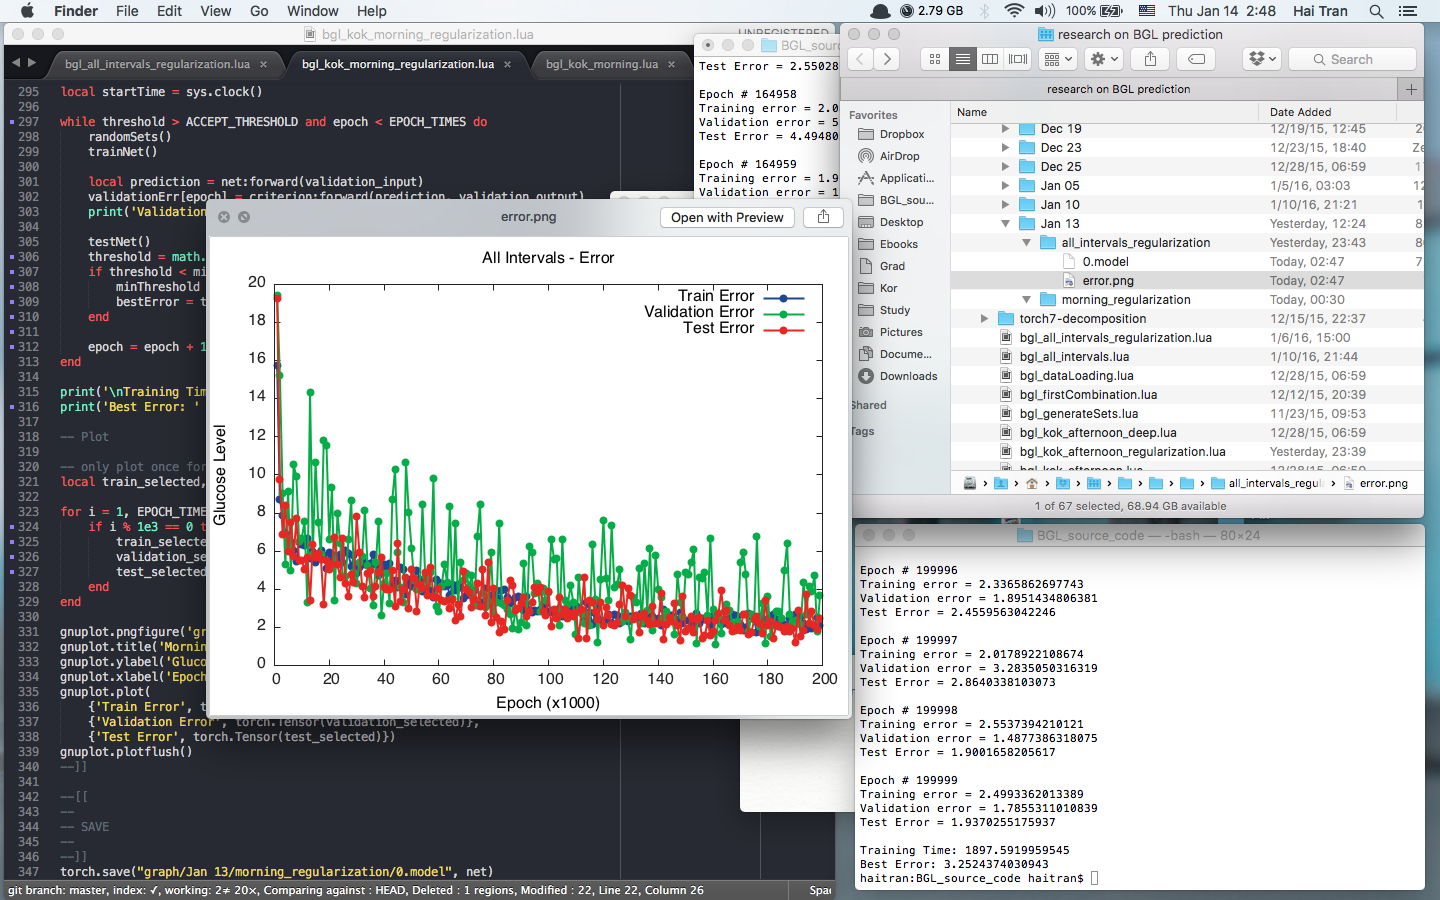 Finder File Edit View Go Window Help
2.79 GB 100% Thu Jan 14 2:48 Hai Tran
bgl_kok_morning_regularization.lua
UNREGISTERED
bgl_all_intervals_regularization.lua × bgl_kok_morning_regularization.lua × bgl_kok_morning.lua ×
295 local startTime = sys.clock()
296
297 while threshold > ACCEPT_THRESHOLD and epoch < EPOCH_TIMES do
298 randomSets()
299 trainNet()
300
301 local prediction = net:forward(validation_input)
302 validationErr[epoch] = criterion:forward(prediction, validation_output)
303 print('Validation
304
305 testNet()
306 threshold = math.
307 if threshold < mi
308 minThreshold
309 bestError = t
310 end
311
312 epoch = epoch + 1
313 end
314
315 print('\nTraining Tim
316 print('Best Error: '
317
318 -- Plot
319
320 -- only plot once for
321 local train_selected,
322
323 for i = 1, EPOCH_TIME
324 if i % 1e3 == 0 t
325 train_selecte
326 validation_se
327 test_selected
328 end
329 end
330
331 gnuplot.pngfigure('gr
332 gnuplot.title('Mornin
333 gnuplot.ylabel('Gluco
334 gnuplot.xlabel('Epoch
335 gnuplot.plot(
336 {'Train Error', t
337 {'Validation Error', torch.Tensor(validation_selected)},
338 {'Test Error', torch.Tensor(test_selected)})
339 gnuplot.plotflush()
340 --]]
341
342 --[[
343 --
344 -- SAVE
345 --
346 --]]
347 torch.save("graph/Jan 13/morning_regularization/0.model", net)
git branch: master, index: ✓, working: 2≠ 20×, Comparing against : HEAD, Deleted : 1 regions, Modified : 22, Line 22, Column 26
Spac
BGL_sour
Test Error = 2.55028
Epoch # 164958
Training error = 2.0
Validation error = 5
Test Error = 4.49480
Epoch # 164959
Training error = 1.9
Validation error = 1
error.png
Open with Preview
All Intervals - Error
Train Error
Validation Error
Test Error
Glucose Level
20
18
16
14
12
10
8
6
4
2
0
0 20 40 60 80 100 120 140 160 180 200
Epoch (x1000)
research on BGL prediction
Search
research on BGL prediction
Favorites
Dropbox
AirDrop
Applicati...
BGL_sou...
Desktop
Ebooks
Grad
Kor
Study
Pictures
Docume...
Downloads
Shared
Tags
Name Date Added
Dec 19 12/19/15, 12:45
Dec 23 12/23/15, 18:40
Dec 25 12/28/15, 06:59
Jan 05 1/5/16, 03:03
Jan 10 1/10/16, 21:21
Jan 13 Yesterday, 12:24
all_intervals_regularization Yesterday, 23:43
0.model Today, 02:47
error.png Today, 02:47
morning_regularization Today, 00:30
torch7-decomposition 12/15/15, 22:37
bgl_all_intervals_regularization.lua 1/6/16, 15:00
bgl_all_intervals.lua 1/10/16, 21:44
bgl_dataLoading.lua 12/28/15, 06:59
bgl_firstCombination.lua 12/12/15, 20:39
bgl_generateSets.lua 11/23/15, 09:53
bgl_kok_afternoon_deep.lua 12/28/15, 06:59
bgl_kok_afternoon_regularization.lua Yesterday, 23:39
bgl_kok_afternoon.lua 12/28/15, 06:59
all_intervals_regula error.png
1 of 67 selected, 68.94 GB available
BGL_source_code — -bash — 80×24
Epoch # 199996
Training error = 2.3365862697743
Validation error = 1.8951434806381
Test Error = 2.4559563042246
Epoch # 199997
Training error = 2.0178922108674
Validation error = 3.2835050316319
Test Error = 2.8640338103073
Epoch # 199998
Training error = 2.5537394210121
Validation error = 1.4877386318075
Test Error = 1.9001658205617
Epoch # 199999
Training error = 2.4993362013389
Validation error = 1.7855311010839
Test Error = 1.9370255175937
Training Time: 1897.5919959545
Best Error: 3.2524374030943
haitran:BGL_source_code haitran$